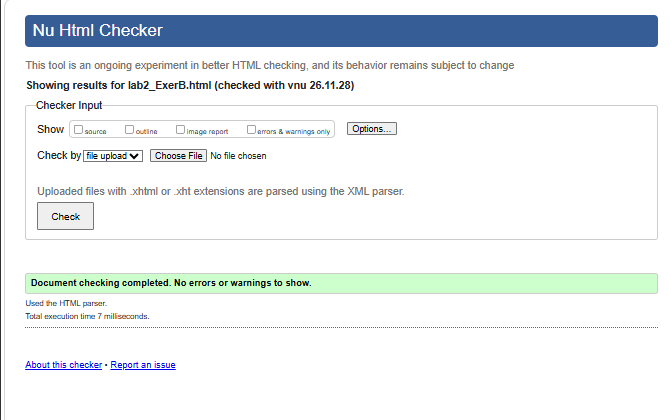 Nu Html Checker
This tool is an ongoing experiment in better HTML checking, and its behavior remains subject to change
Showing results for lab2_ExerB.html (checked with vnu 26.11.28)
Checker Input
Show source outline image report errors & warnings only Options...
Check by file upload Choose File No file chosen
Uploaded files with .xhtml or .xht extensions are parsed using the XML parser.
Check
Document checking completed. No errors or warnings to show.
Used the HTML parser.
Total execution time 7 milliseconds.
About this checker • Report an issue